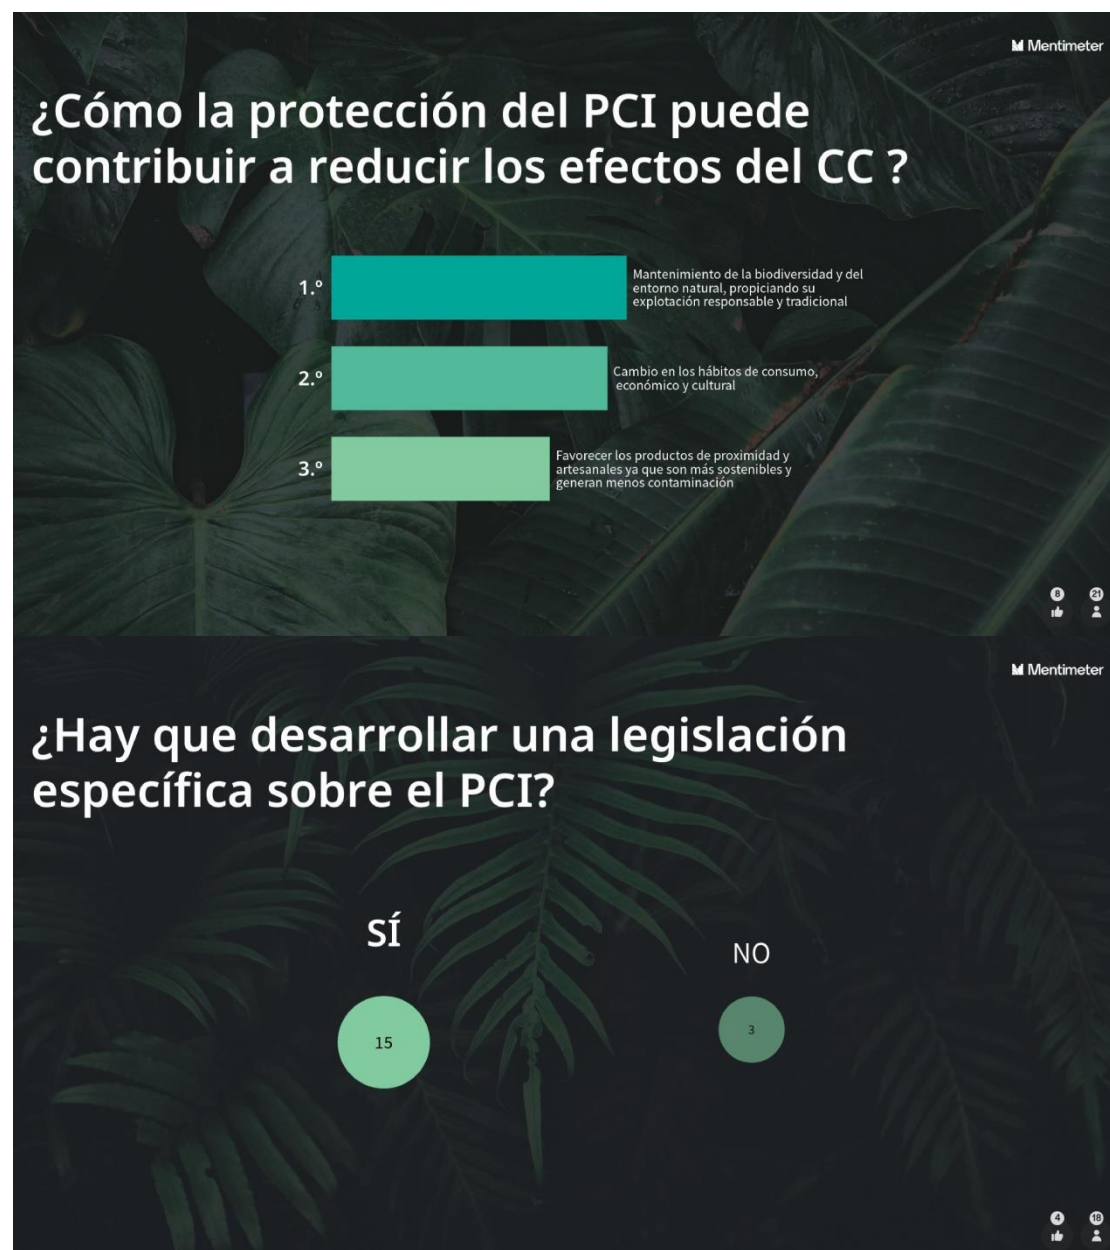 Mentimeter
¿Cómo la protección del PCI puede
contribuir a reducir los efectos del CC ?
1.º
Mantenimiento de la biodiversidad y del
entorno natural, propiciando su
explotación responsable y tradicional
2.º
Cambio en los hábitos de consumo,
económico y cultural
3.º
Favorecer los productos de proximidad y
artesanales ya que son más sostenibles y
generan menos contaminación
8 21
Mentimeter
¿Hay que desarrollar una legislación
específica sobre el PCI?
SÍ
NO
15
3
4 18